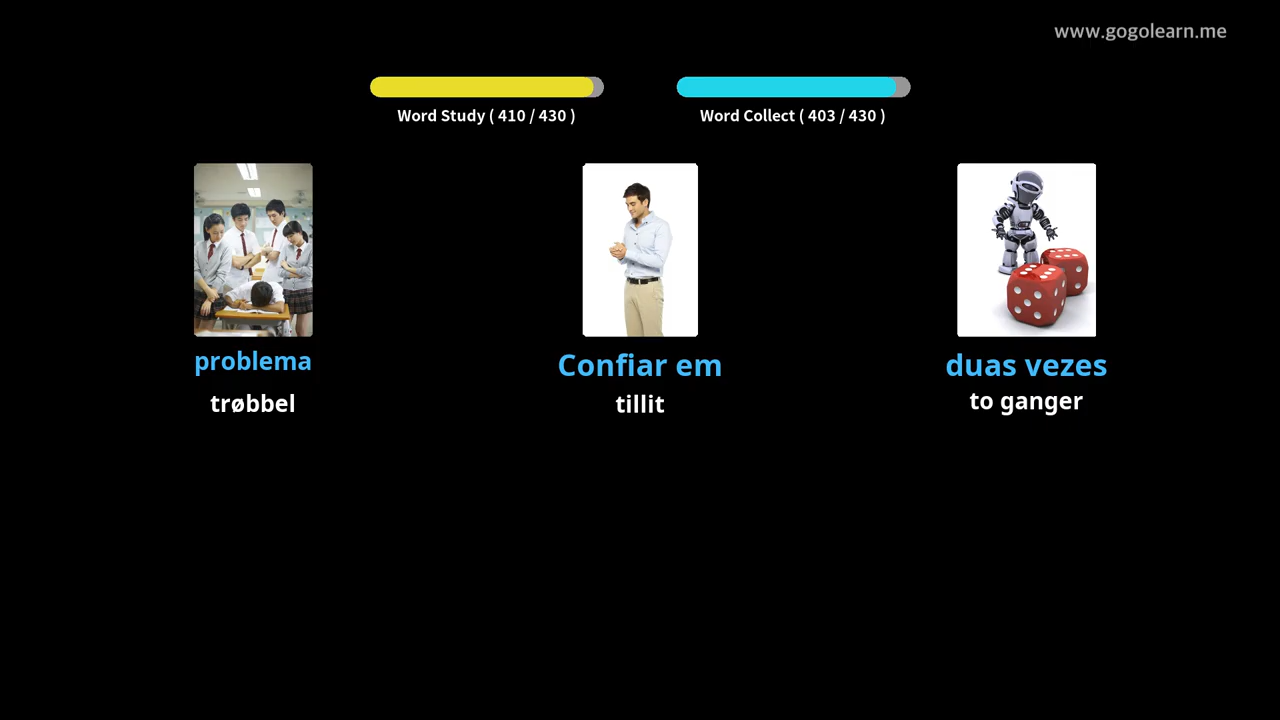 www.gogolearn.me
Word Study ( 410 / 430 )
Word Collect ( 403 / 430 )
problema
trøbbel
Confiar em
tillit
duas vezes
to ganger